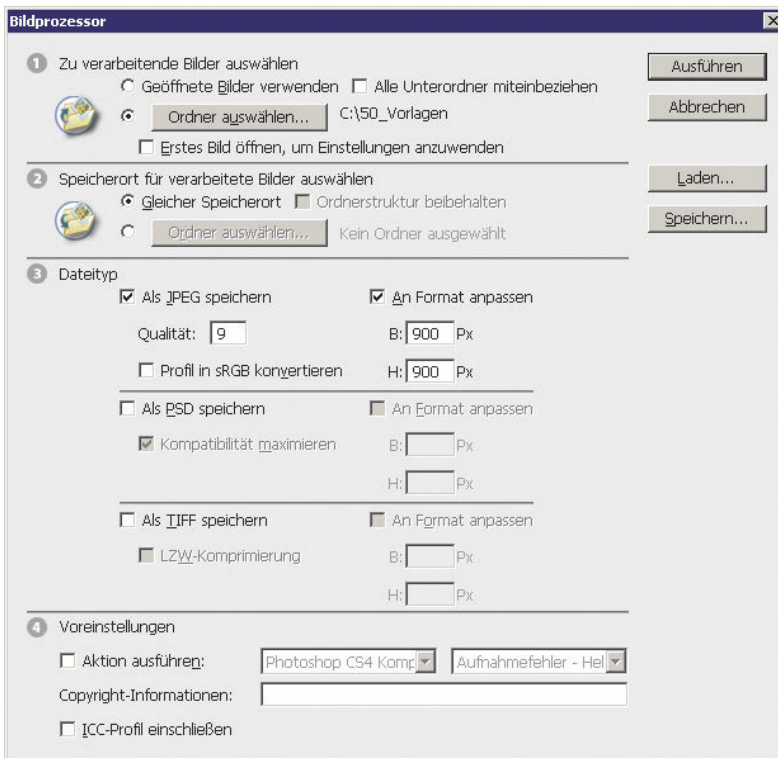 Bildprozessor
1 Zu verarbeitende Bilder auswählen
Geöffnete Bilder verwenden Alle Unterordner miteinbeziehen
Ordner auswählen... C:\50_Vorlagen
Erstes Bild öffnen, um Einstellungen anzuwenden
2 Speicherort für verarbeitete Bilder auswählen
Gleicher Speicherort Ordnerstruktur beibehalten
Ordner auswählen... Kein Ordner ausgewählt
3 Dateityp
Als JPEG speichern An Format anpassen
Qualität: 9 B: 900 Px
Profil in sRGB konvertieren H: 900 Px
Als PSD speichern An Format anpassen
Kompatibilität maximieren B: Px
H: Px
Als TIFF speichern An Format anpassen
LZW-Komprimierung B: Px
H: Px
4 Voreinstellungen
Aktion ausführen: Photoshop CS4 Komp Aufnahmefehler - Hel
Copyright-Informationen:
ICC-Profil einschließen
Ausführen
Abbrechen
Laden...
Speichern...